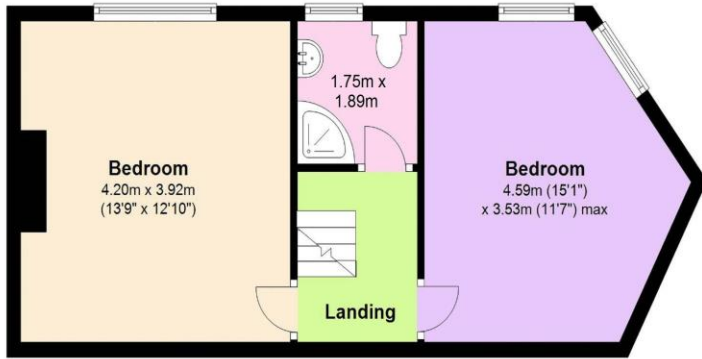 Bedroom
4.20m x 3.92m
(13'9" x 12'10")
1.75m x
1.89m
Bedroom
4.59m (15'1")
x 3.53m (11'7") max
Landing